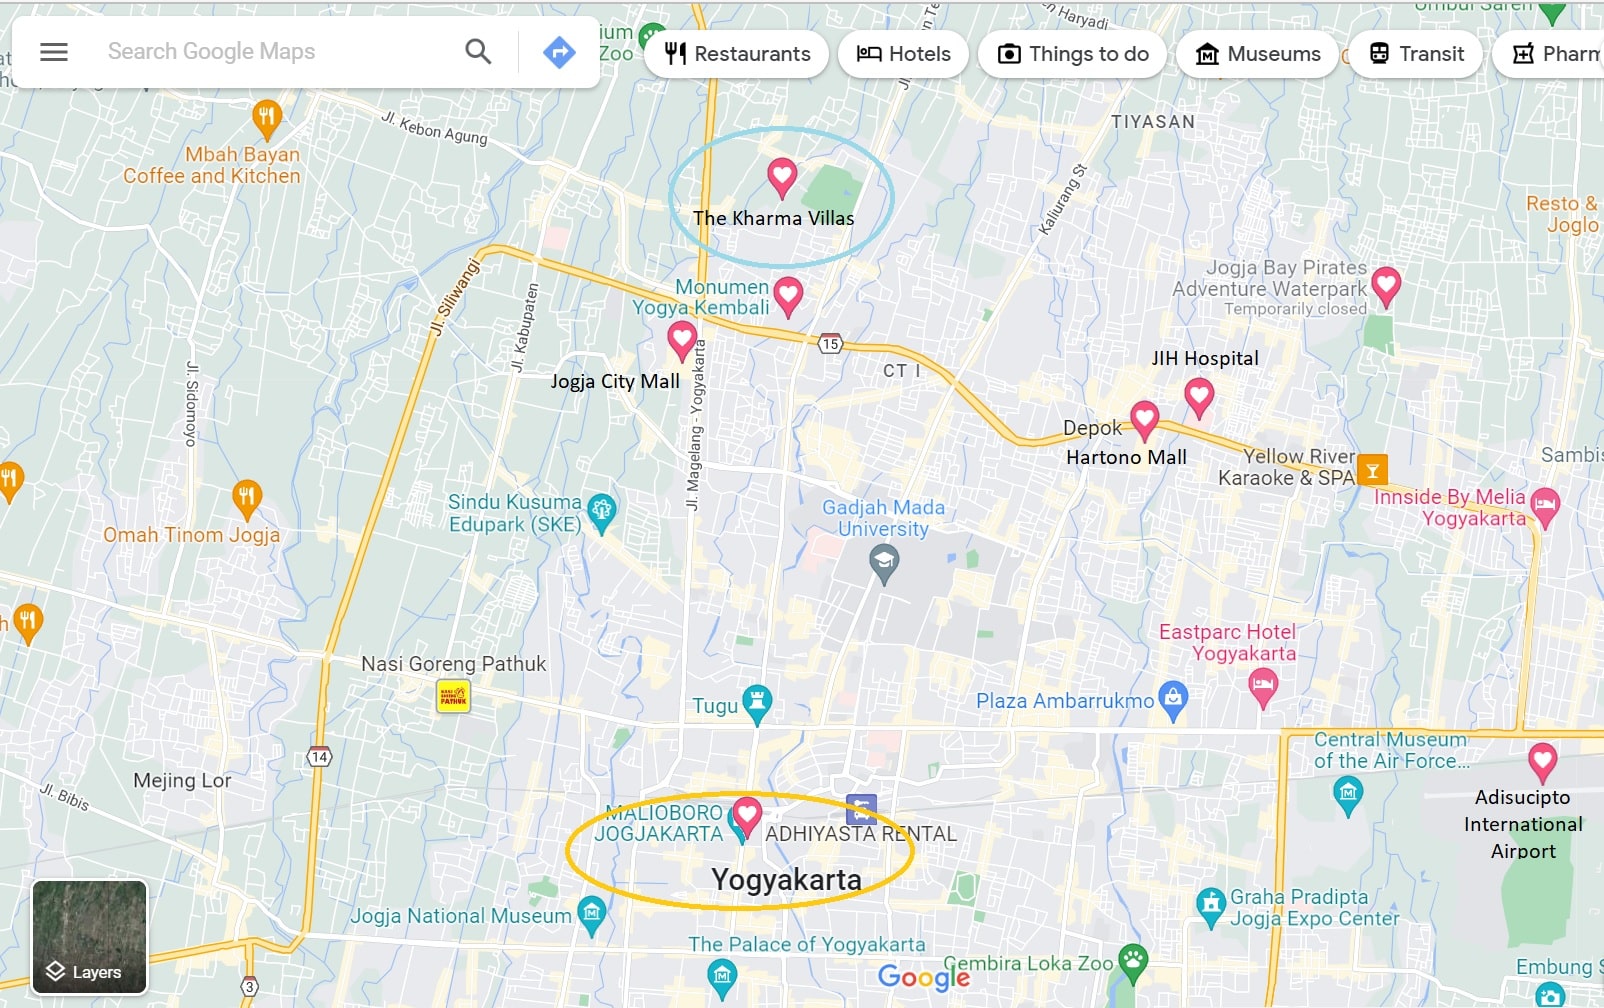 Umbul Sareh
Haryadi
ium
Zoo
Search Google Maps
Restaurants
Hotels
Things to do
Museums
Transit
Pharm
Jl. Kebon Agung
TIYASAN
Mbah Bayan
Coffee and Kitchen
Kaliurang St
Resto &
Joglo
The Kharma Villas
Jl. Siliwangi
Jl. Kabupaten
Monumen
Yogya Kembali
Jogja Bay Pirates
Adventure Waterpark
Temporarily closed
15
Jogja City Mall
JIH Hospital
CT I
Jl. Sidomoyo
Jl. Magelang - Yogyakarta
Depok
Hartono Mall
Yellow River
Karaoke & SPA
Sambis
Innside By Melia
Yogyakarta
Sindu Kusuma
Edupark (SKE)
Gadjah Mada
University
Omah Tinom Jogja
h
Eastparc Hotel
Yogyakarta
Nasi Goreng Pathuk
PATHUK
Tugu
Plaza Ambarrukmo
Central Museum
of the Air Force...
14
Mejing Lor
Jl. Bibis
Adisucipto
International
Airport
MALIOBORO
JOGJAKARTA
ADHIYASTA RENTAL
Yogyakarta
Jogja National Museum
Graha Pradipta
Jogja Expo Center
The Palace of Yogyakarta
Gembira Loka Zoo
Google
Embung S
Layers
3